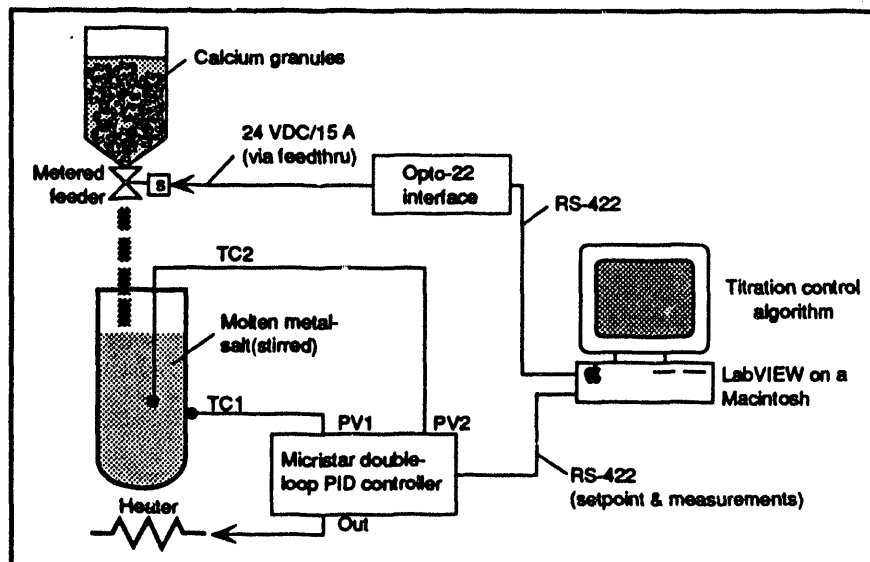 Calcium granules
24 VDC/15 A
(via feedthru)
Metered
feeder
S
Opto-22
interface
RS-422
TC2
Titration control
algorithm
Molten metal-
salt(stirred)
LabVIEW on a
Macintosh
TC1
PV1
PV2
Micristar double-
loop PID controller
RS-422
(setpoint & measurements)
Heater
Out